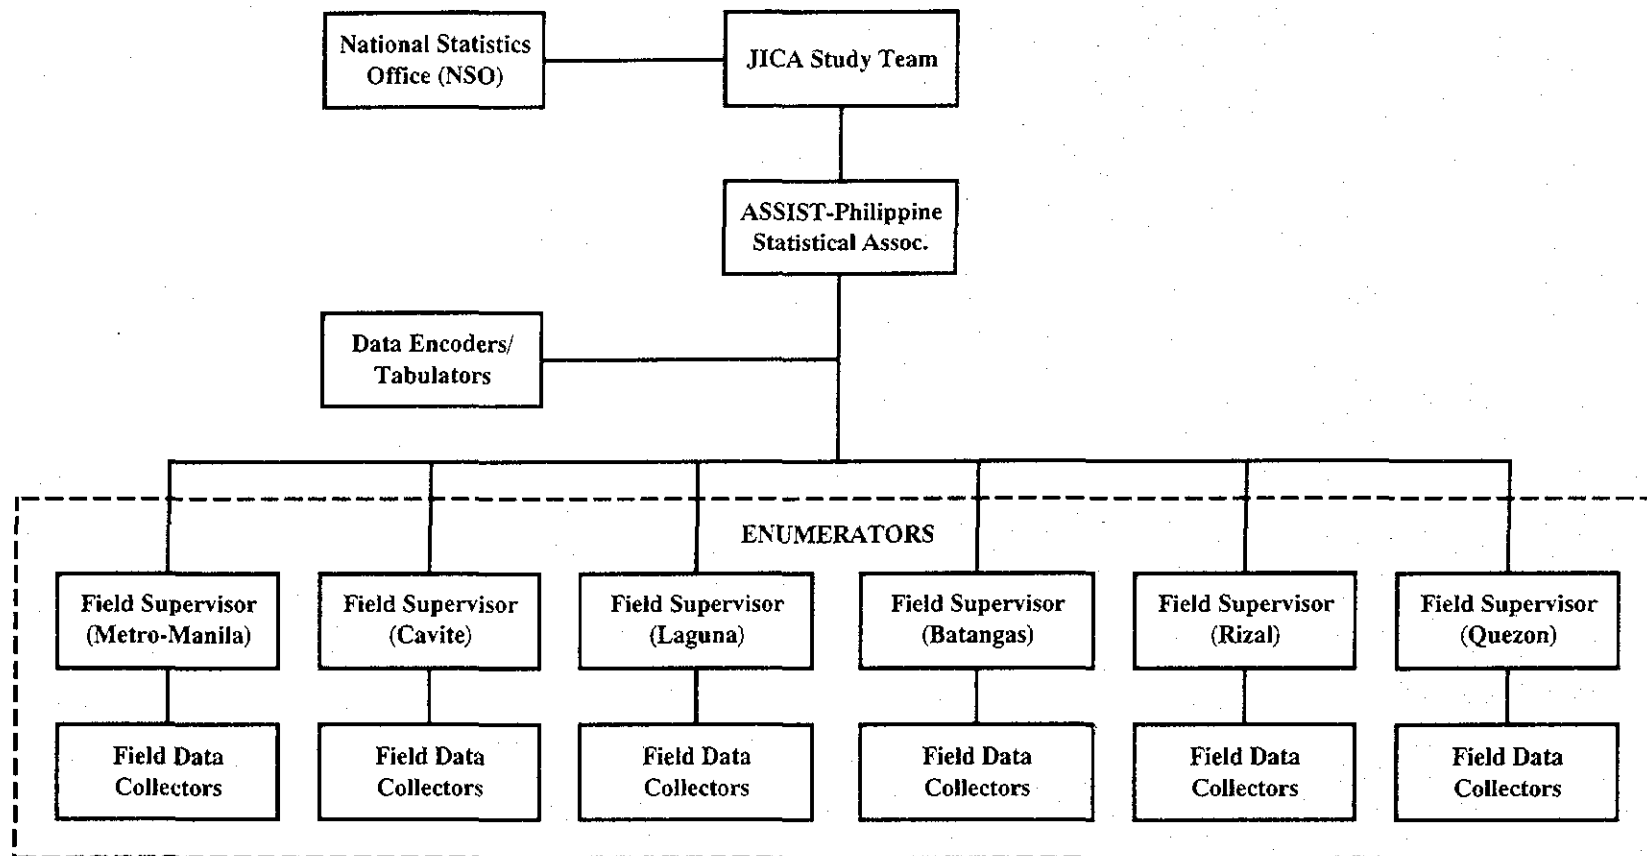 National Statistics
Office (NSO)
JICA Study Team
ASSIST-Philippine
Statistical Assoc.
Data Encoders/
Tabulators
ENUMERATORS
Field Supervisor
(Metro-Manila)
Field Supervisor
(Cavite)
Field Supervisor
(Laguna)
Field Supervisor
(Batangas)
Field Supervisor
(Rizal)
Field Supervisor
(Quezon)
Field Data
Collectors
Field Data
Collectors
Field Data
Collectors
Field Data
Collectors
Field Data
Collectors
Field Data
Collectors